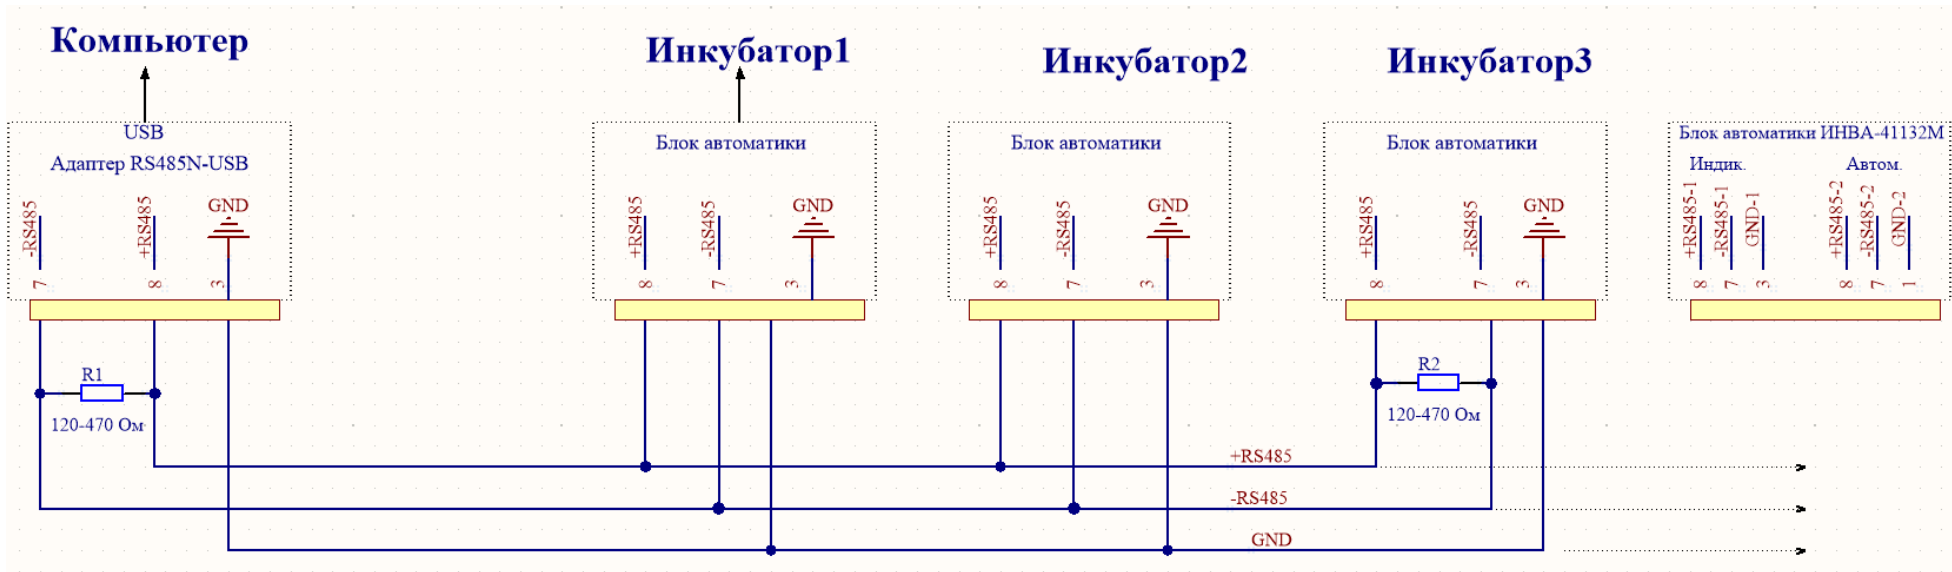 Компьютер
Инкубатор1
Инкубатор2
Инкубатор3
USB
Адаптер RS485N-USB
-RS485
+RS485
GND
7
8
3
Блок автоматики
+RS485
-RS485
GND
8
7
3
Блок автоматики
+RS485
-RS485
GND
8
7
3
Блок автоматики
+RS485
-RS485
GND
8
7
3
Блок автоматики ИНВА-41132М
Индик.
Автом.
+RS485-1
-RS485-1
GND-1
+RS485-2
-RS485-2
GND-2
8
7
3
8
7
1
R1
120-470 Ом
R2
120-470 Ом
+RS485
-RS485
GND